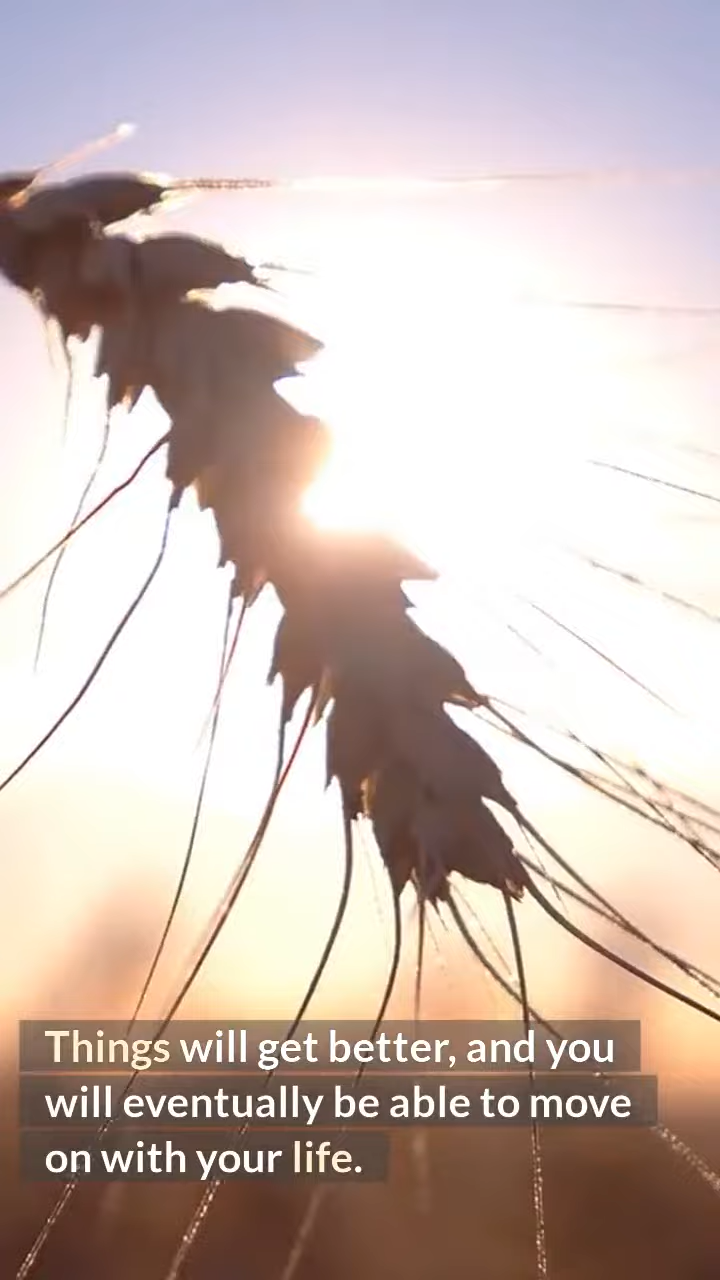 Things will get better, and you
will eventually be able to move
on with your life.